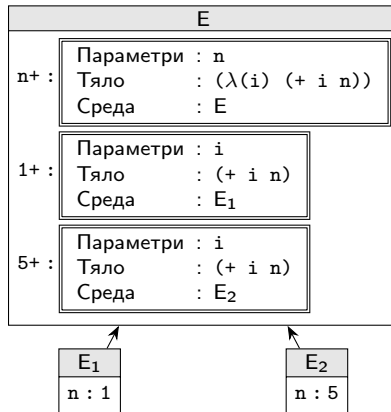 E
n+ : Параметри : n
Тяло : (λ(i) (+ i n))
Среда : E
1+ : Параметри : i
Тяло : (+ i n)
Среда : E₁
5+ : Параметри : i
Тяло : (+ i n)
Среда : E₂
E₁ E₂
n : 1 n : 5